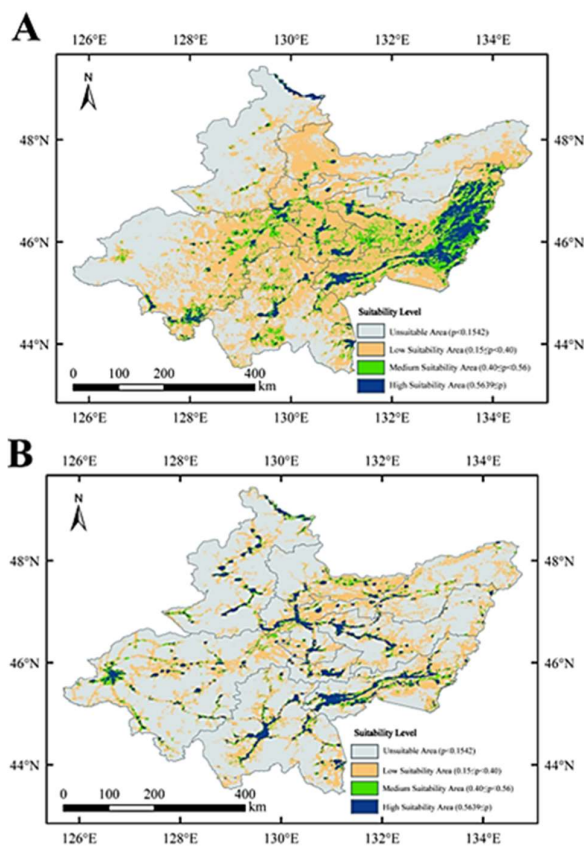 A
126°E 128°E 130°E 132°E 134°E
N
48°N 48°N
46°N 46°N
44°N 44°N
Suitability Level
Unsuitable Area (p<0.1542)
Low Suitability Area (0.15≤p<0.40)
Medium Suitability Area (0.40≤p<0.56)
High Suitability Area (0.5639≤p)
0 100 200 400
km
126°E 128°E 130°E 132°E 134°E
B
126°E 128°E 130°E 132°E 134°E
N
48°N 48°N
46°N 46°N
44°N 44°N
Suitability Level
Unsuitable Area (p<0.1542)
Low Suitability Area (0.15≤p<0.40)
Medium Suitability Area (0.40≤p<0.56)
High Suitability Area (0.5639≤p)
0 100 200 400
km
126°E 128°E 130°E 132°E 134°E